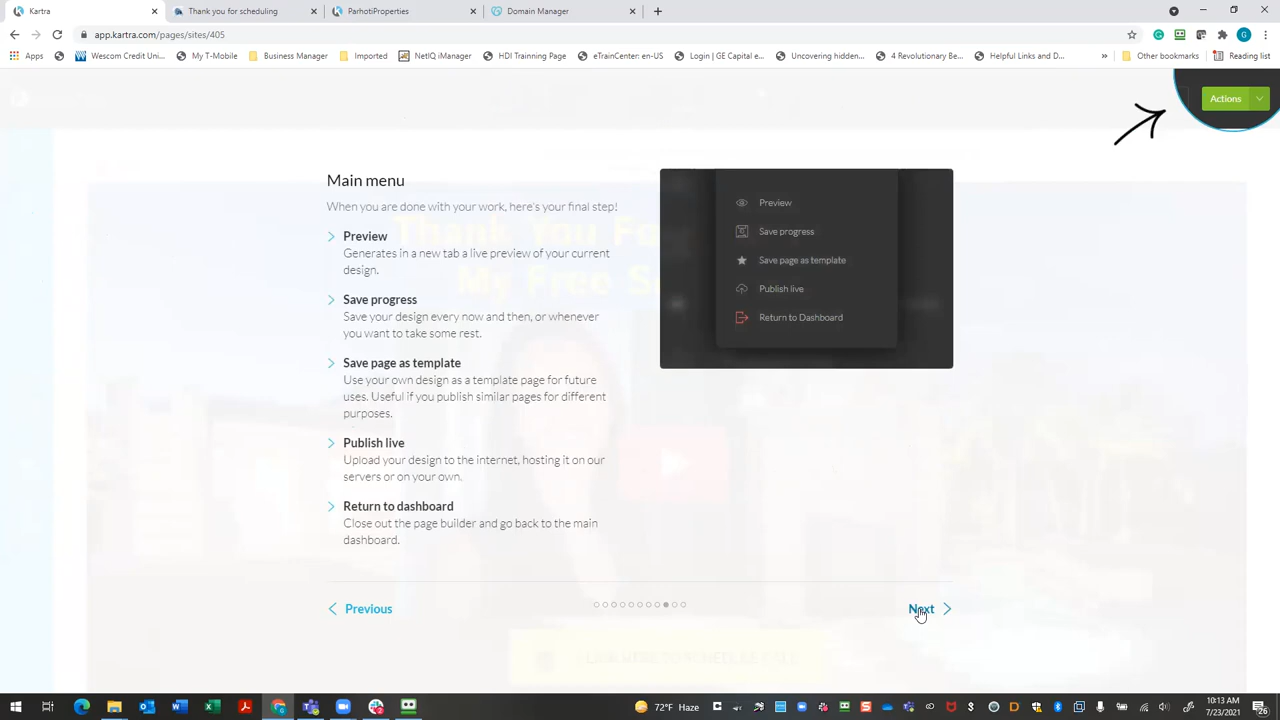 Kartra
Thank you for scheduling
ParhotiProperties
Domain Manager
app.kartra.com/pages/sites/405
G
Apps
Wescom Credit Uni...
My T-Mobile
Business Manager
Imported
NetIQ iManager
HDI Training Page
eTrainCenter: en-US
Login | GE Capital e...
Uncovering hidden...
4 Revolutionary Be...
Helpful Links and D...
»
Other bookmarks
Reading list
Actions
Main menu
When you are done with your work, here's your final step!
Preview
Generates in a new tab a live preview of your current
design.
Save progress
Save your design every now and then, or whenever
you want to take some rest.
Save page as template
Use your own design as a template page for future
uses. Useful if you publish similar pages for different
purposes.
Publish live
Upload your design to the internet, hosting it on our
servers or on your own.
Return to dashboard
Close out the page builder and go back to the main
dashboard.
Preview
Save progress
Save page as template
Publish live
Return to Dashboard
Thank You Fo
My Free Se
Previous
Next
72°F Haze
10:13 AM
7/23/2021
26